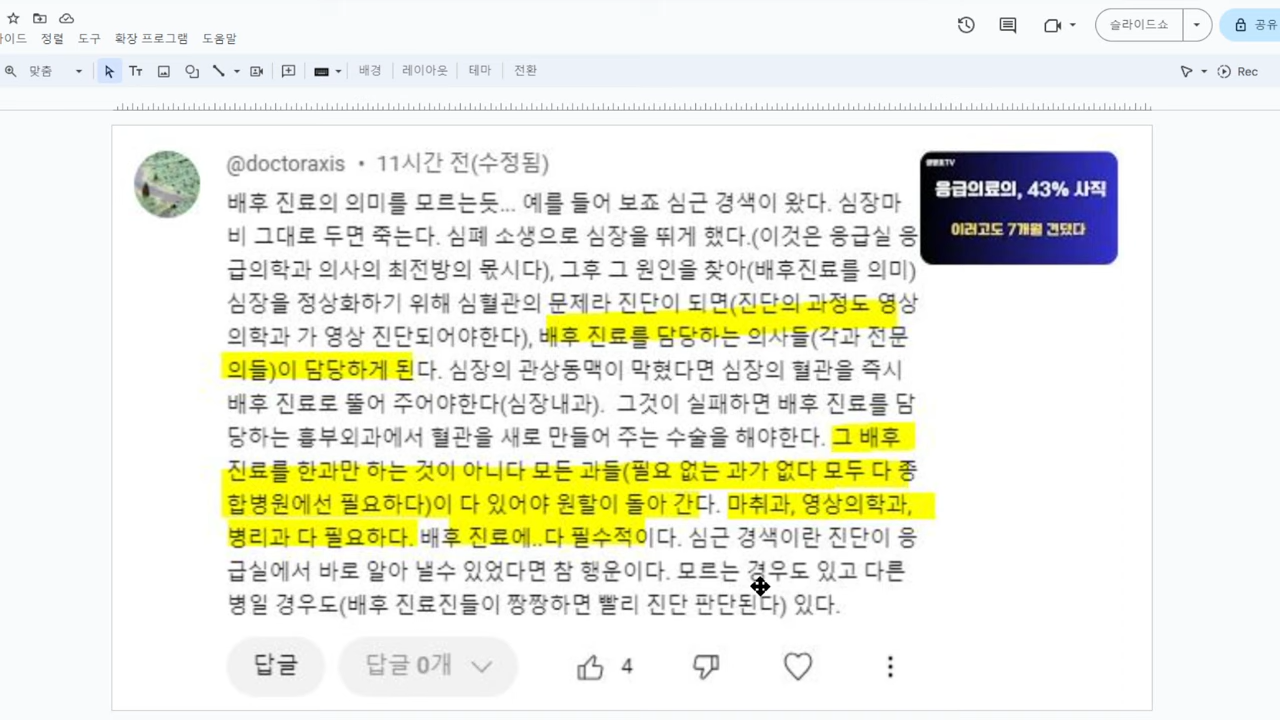 이드 정렬 도구 확장 프로그램 도움말
슬라이드쇼
공유
맞춤
Tт
배경 레이아웃 테마 전환
Rec
@doctoraxis • 11시간 전(수정됨)
배후 진료의 의미를 모르는듯... 예를 들어 보죠 심근 경색이 왔다. 심장마
비 그대로 두면 죽는다. 심폐 소생으로 심장을 뛰게 했다.(이것은 응급실 응
급의학과 의사의 최전방의 몫시다), 그후 그 원인을 찾아(배후진료를 의미)
심장을 정상화하기 위해 심혈관의 문제라 진단이 되면(진단의 과정도 영상
의학과 가 영상 진단되어야한다), 배후 진료를 담당하는 의사들(각과 전문
의들)이 담당하게 된다. 심장의 관상동맥이 막혔다면 심장의 혈관을 즉시
배후 진료로 뚫어 주어야한다(심장내과). 그것이 실패하면 배후 진료를 담
당하는 흉부외과에서 혈관을 새로 만들어 주는 수술을 해야한다. 그 배후
진료를 한과만 하는 것이 아니다 모든 과들(필요 없는 과가 없다 모두 다 종
합병원에선 필요하다)이 다 있어야 원할이 돌아 간다. 마취과, 영상의학과,
병리과 다 필요하다. 배후 진료에..다 필수적이다. 심근 경색이란 진단이 응
급실에서 바로 알아 낼수 있었다면 참 행운이다. 모르는 경우도 있고 다른
병일 경우도(배후 진료진들이 짱짱하면 빨리 진단 판단된다) 있다.
답글
답글 0개
4
응급의료의, 43% 사직
이러고도 7개월 견뎠다